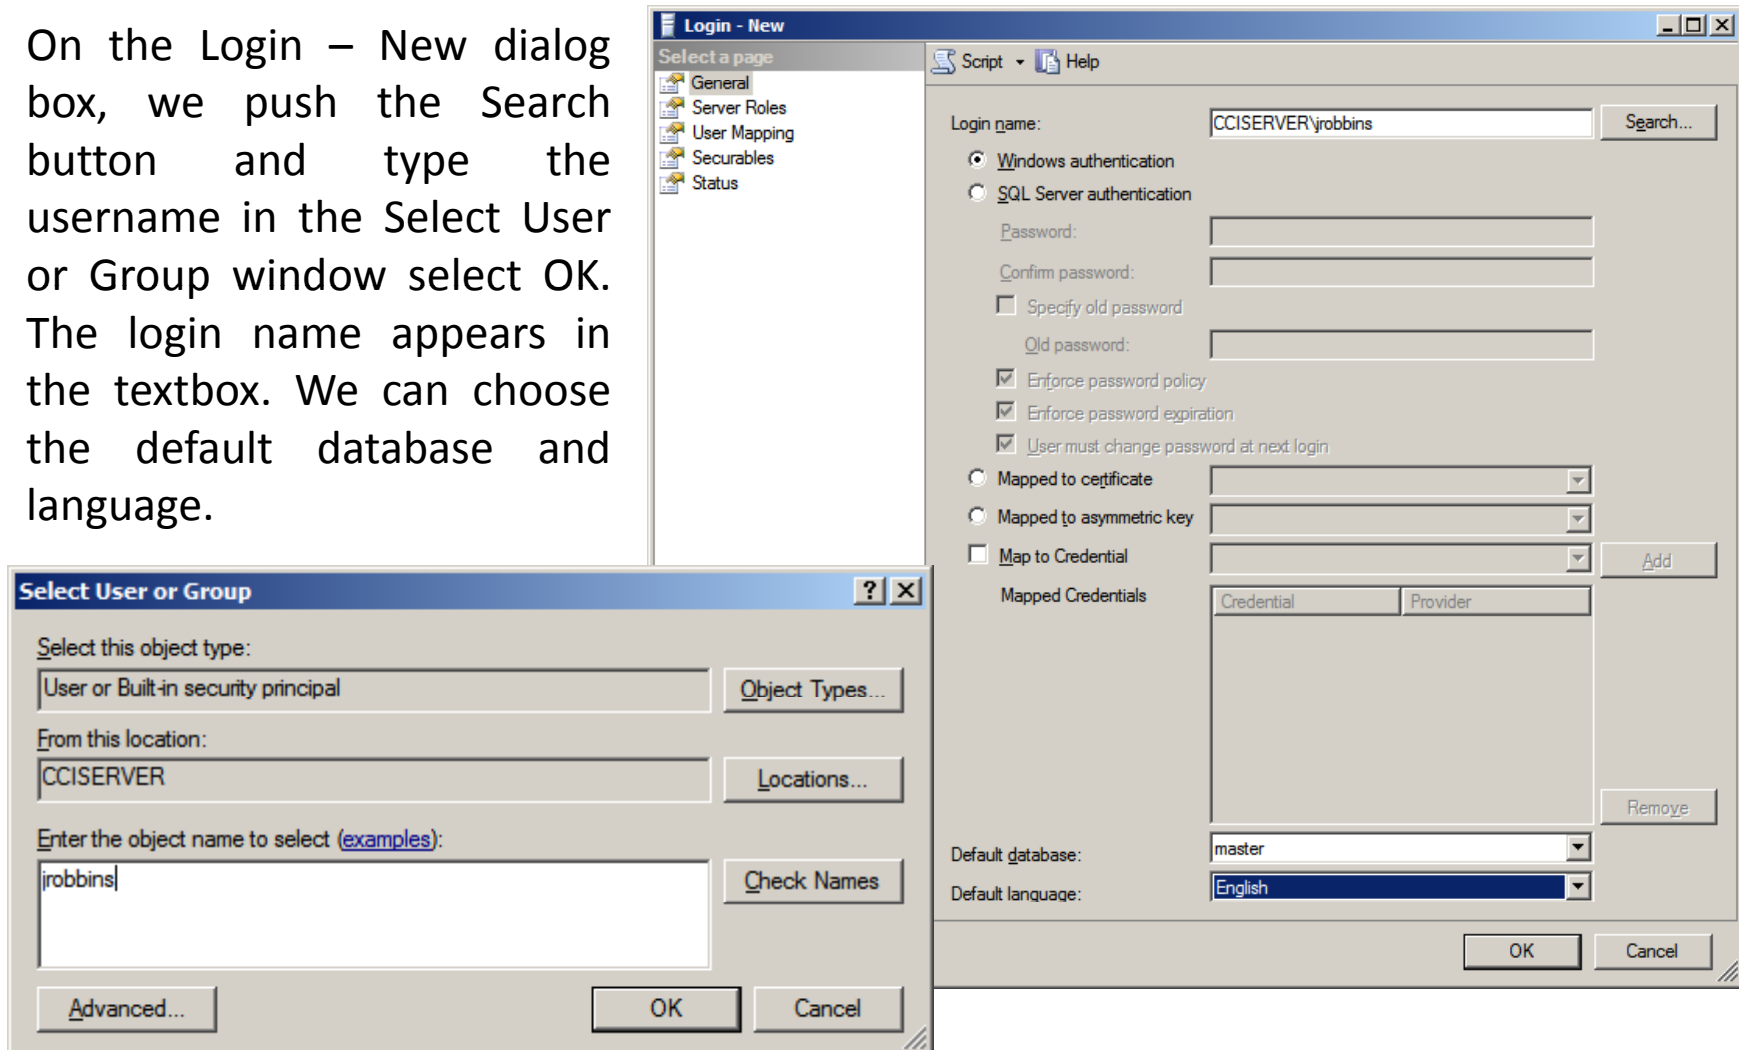 On the Login – New dialog
box, we push the Search
button and type the
username in the Select User
or Group window select OK.
The login name appears in
the textbox. We can choose
the default database and
language.
Login - New
Select a page
General
Server Roles
User Mapping
Securables
Status
Script
Help
Login name:
CCISERVER\jrobbins
Search...
Windows authentication
SQL Server authentication
Password:
Confirm password:
Specify old password
Old password:
Enforce password policy
Enforce password expiration
User must change password at next login
Mapped to certificate
Mapped to asymmetric key
Map to Credential
Add
Mapped Credentials
Credential
Provider
Remove
Default database:
master
Default language:
English
OK
Cancel
Select User or Group
Select this object type:
User or Built-in security principal
Object Types...
From this location:
CCISERVER
Locations...
Enter the object name to select (examples):
jrobbins
Check Names
Advanced...
OK
Cancel